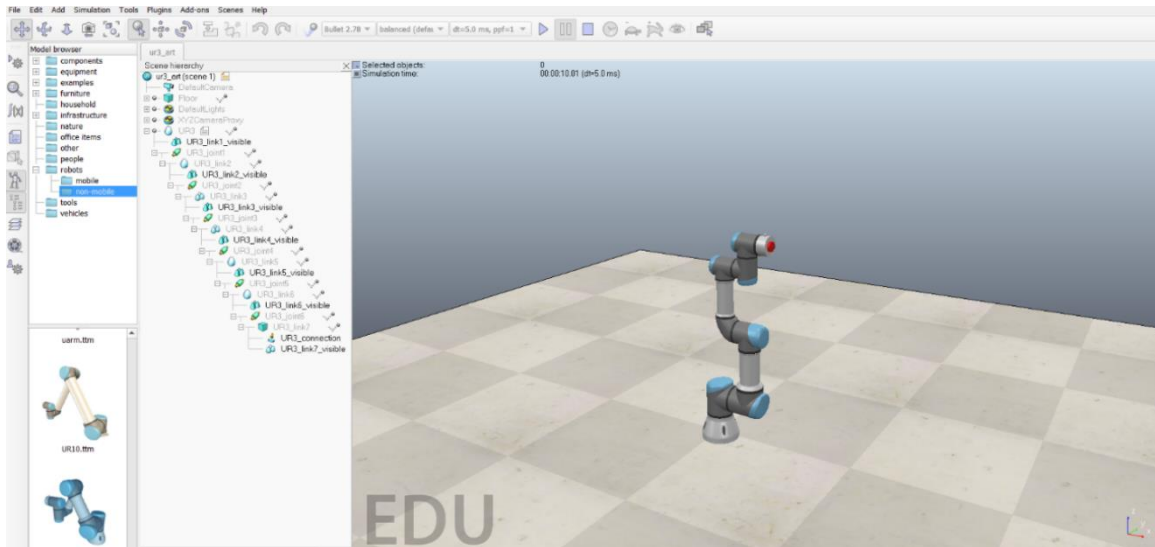 File Edit Add Simulation Tools Plugins Add-ons Scenes Help
Bullet 2.78 balanced (defau dt=5.0 ms, ppf=1
Model browser
components
equipment
examples
furniture
household
infrastructure
nature
office items
other
people
robots
mobile
non-mobile
tools
vehicles
uarm.ttm
UR10.ttm
ur3_ert
Scene hierarchy
ur3_ert (scene 1)
DefaultCamera
Floor
DefaultLights
XYZCameraProxy
UR3
UR3_link1_visible
UR3_joint1
UR3_link2
UR3_link2_visible
UR3_joint2
UR3_link3
UR3_link3_visible
UR3_joint3
UR3_link4
UR3_link4_visible
UR3_joint4
UR3_link5
UR3_link5_visible
UR3_joint5
UR3_link6
UR3_link6_visible
UR3_joint6
UR3_link7
UR3_connection
UR3_link7_visible
Selected objects: 0
Simulation time: 00:00:10.01 (dt=5.0 ms)
f(x)
EDU